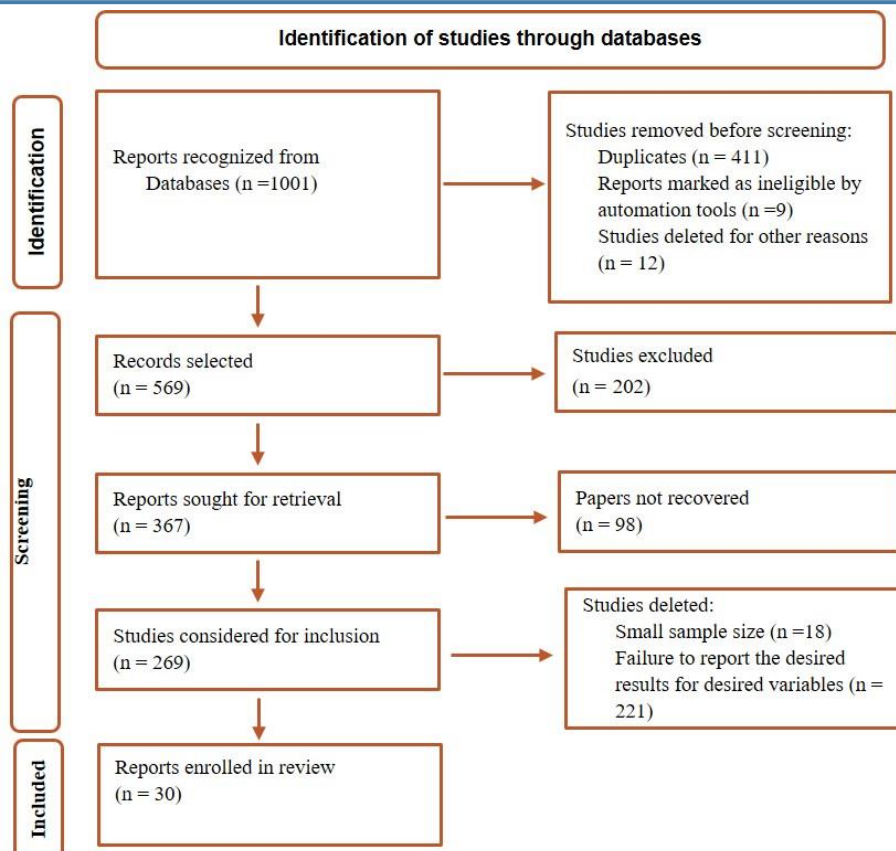 Identification of studies through databases
Identification
Reports recognized from
Databases (n =1001)
Studies removed before screening:
Duplicates (n = 411)
Reports marked as ineligible by
automation tools (n =9)
Studies deleted for other reasons
(n = 12)
Screening
Records selected
(n = 569)
Studies excluded
(n = 202)
Reports sought for retrieval
(n = 367)
Papers not recovered
(n = 98)
Studies considered for inclusion
(n = 269)
Studies deleted:
Small sample size (n =18)
Failure to report the desired
results for desired variables (n =
221)
Included
Reports enrolled in review
(n = 30)